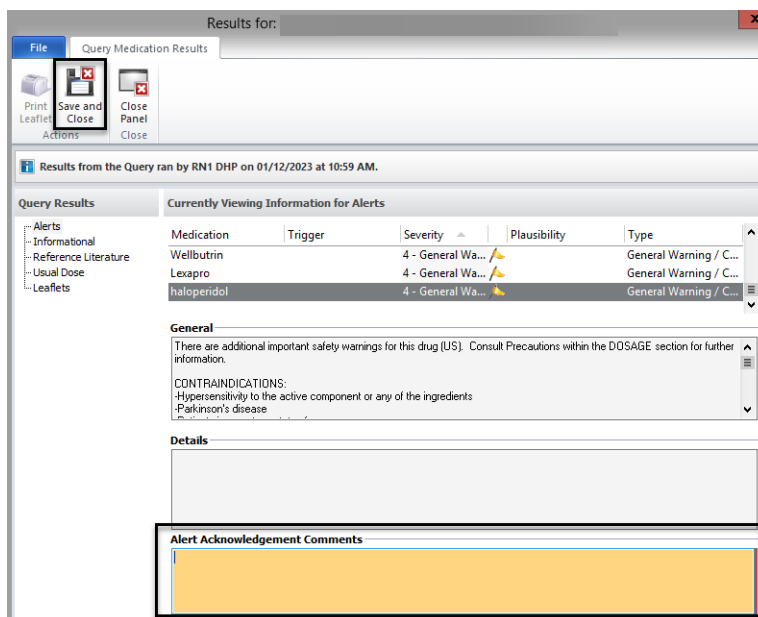 Results for:
x
File
Query Medication Results
Print Leaflet
Save and Close
Close Panel
Actions
Close
Results from the Query ran by RN1 DHP on 01/12/2023 at 10:59 AM.
Query Results
Alerts
Informational
Reference Literature
Usual Dose
Leaflets
Currently Viewing Information for Alerts
Medication Trigger Severity Plausibility Type
Wellbutrin 4 - General Wa... General Warning / C...
Lexapro 4 - General Wa... General Warning / C...
haloperidol 4 - General Wa... General Warning / C...
General
There are additional important safety warnings for this drug (US). Consult Precautions within the DOSAGE section for further
information.
CONTRAINDICATIONS:
-Hypersensitivity to the active component or any of the ingredients
-Parkinson's disease
Details
Alert Acknowledgement Comments